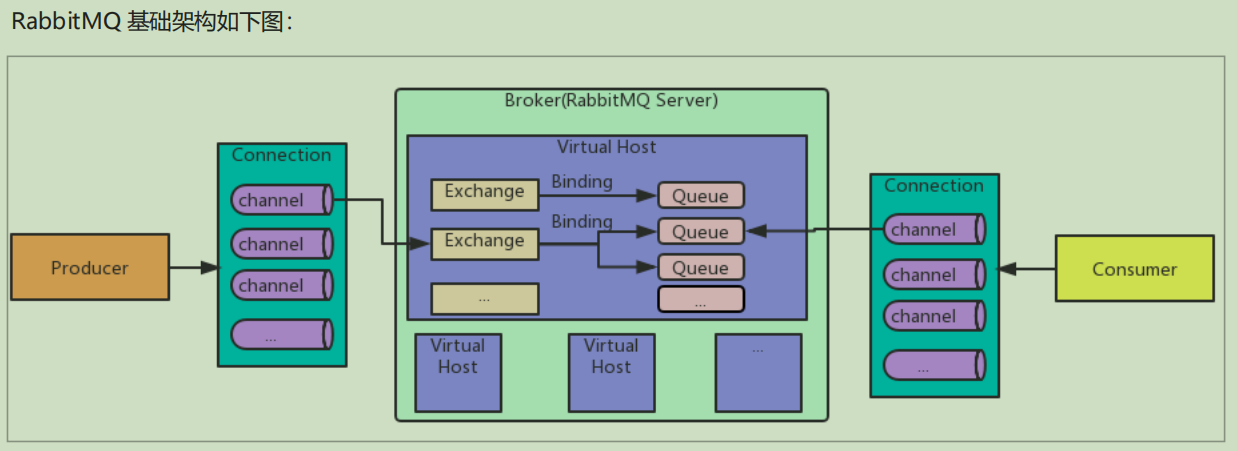 RabbitMQ 基础架构如下图：
Broker(RabbitMQ Server)
Virtual Host
Connection
channel
channel
channel
...
Producer
Exchange
Binding
Queue
Exchange
Binding
Queue
Queue
...
...
Virtual
Host
Virtual
Host
...
Connection
channel
channel
channel
...
Consumer